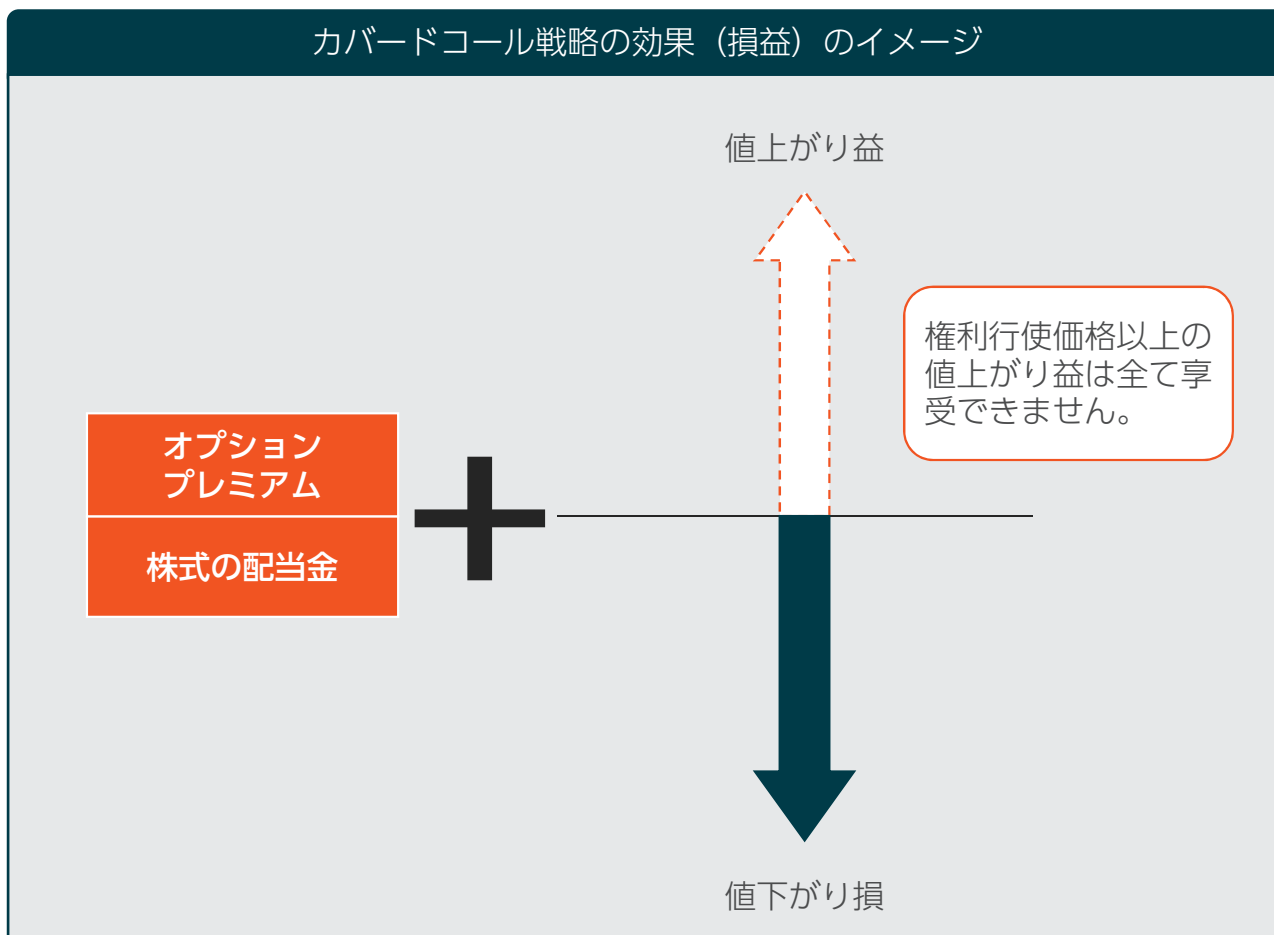 カバードコール戦略の効果（損益）のイメージ
値上がり益
権利行使価格以上の
値上がり益は全て享
受できません。
オプション
プレミアム
株式の配当金
値下がり損